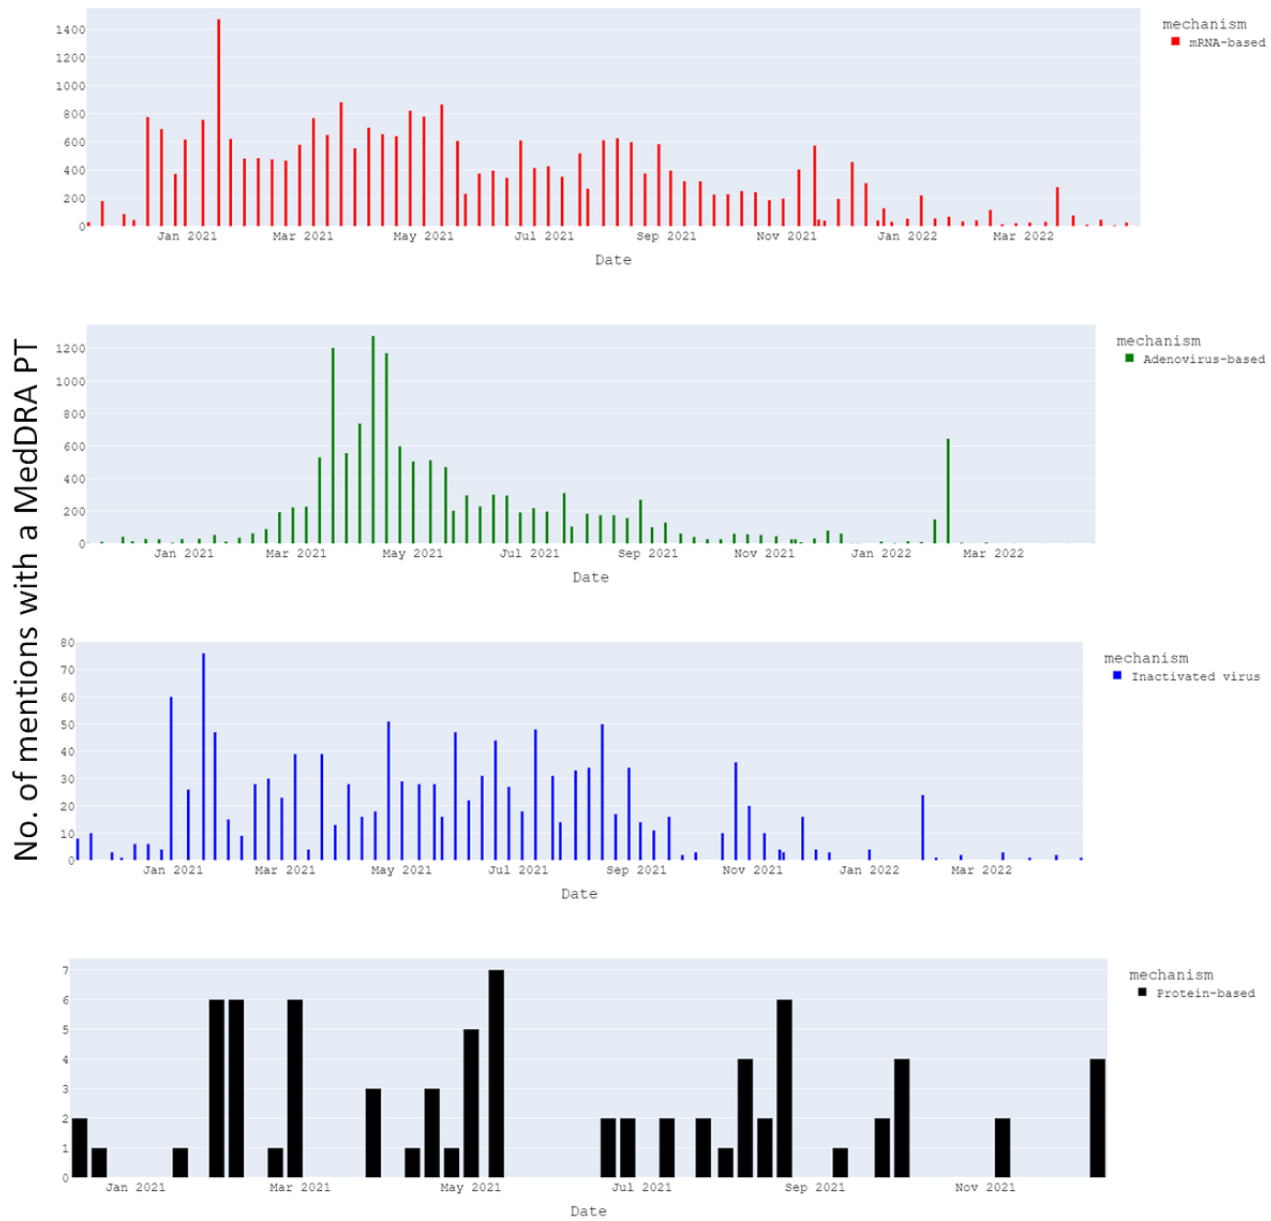 No. of mentions with a MedDRA PT
1400
1200
1000
800
600
400
200
0
Jan 2021 Mar 2021 May 2021 Jul 2021 Sep 2021 Nov 2021 Jan 2022 Mar 2022
Date
mechanism
mRNA-based
1200
1000
800
600
400
200
0
Jan 2021 Mar 2021 May 2021 Jul 2021 Sep 2021 Nov 2021 Jan 2022 Mar 2022
Date
mechanism
Adenovirus-based
80
70
60
50
40
30
20
10
0
Jan 2021 Mar 2021 May 2021 Jul 2021 Sep 2021 Nov 2021 Jan 2022 Mar 2022
Date
mechanism
Inactivated virus
7
6
5
4
3
2
1
0
Jan 2021 Mar 2021 May 2021 Jul 2021 Sep 2021 Nov 2021
Date
mechanism
Protein-based